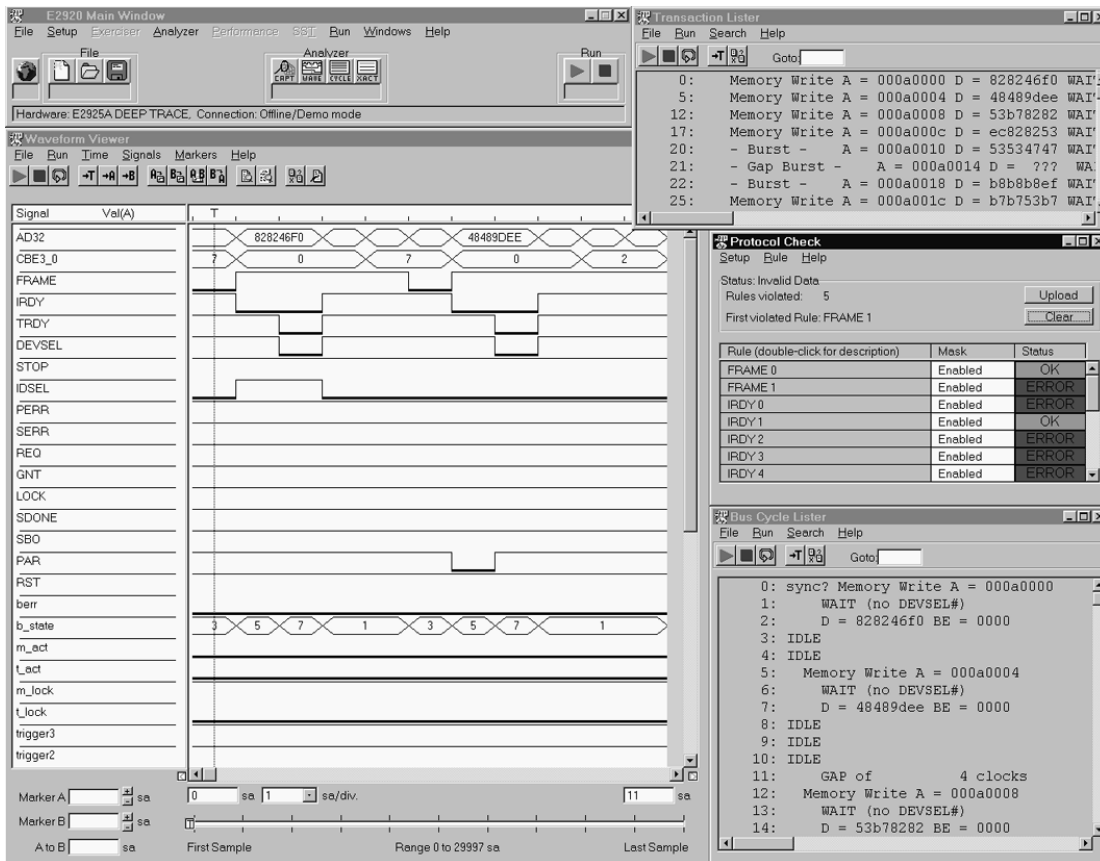 E2920 Main Window
File Setup Exerciser Analyzer Performance SST Run Windows Help
File
Analyzer
Run
CAPT WAVE CYCLE XACT
Hardware: E2925A DEEP TRACE, Connection: Offline/Demo mode
Transaction Lister
File Run Search Help
Goto:
0: Memory Write A = 000a0000 D = 828246f0 WAIT
5: Memory Write A = 000a0004 D = 48489dee WAIT
12: Memory Write A = 000a0008 D = 53b78282 WAIT
17: Memory Write A = 000a000c D = ec828253 WAIT
20: - Burst - A = 000a0010 D = 53534747 WAIT
21: - Gap Burst - A = 000a0014 D = ??? WA
22: - Burst - A = 000a0018 D = b8b8b8ef WAIT
25: Memory Write A = 000a001c D = b7b753b7 WAIT
Waveform Viewer
File Run Time Signals Markers Help
Signal Val(A) T
AD32 828246F0 48489DEE
CBE3_0 7 0 7 0 2
FRAME
IRDY
TRDY
DEVSEL
STOP
IDSEL
PERR
SERR
REQ
GNT
LOCK
SDONE
SBO
PAR
RST
berr
b_state 3 5 7 1 3 5 7 1
m_act
t_act
m_lock
t_lock
trigger3
trigger2
Marker A sa 0 sa 1 sa/div. 11 sa
Marker B sa
A to B sa First Sample Range 0 to 29997 sa Last Sample
Protocol Check
Setup Rule Help
Status: Invalid Data
Rules violated: 5 Upload
First violated Rule: FRAME 1 Clear
Rule (double-click for description) Mask Status
FRAME 0 Enabled OK
FRAME 1 Enabled ERROR
IRDY 0 Enabled ERROR
IRDY 1 Enabled OK
IRDY 2 Enabled ERROR
IRDY 3 Enabled ERROR
IRDY 4 Enabled ERROR
Bus Cycle Lister
File Run Search Help
Goto:
0: sync? Memory Write A = 000a0000
1: WAIT (no DEVSEL#)
2: D = 828246f0 BE = 0000
3: IDLE
4: IDLE
5: Memory Write A = 000a0004
6: WAIT (no DEVSEL#)
7: D = 48489dee BE = 0000
8: IDLE
9: IDLE
10: IDLE
11: GAP of 4 clocks
12: Memory Write A = 000a0008
13: WAIT (no DEVSEL#)
14: D = 53b78282 BE = 0000